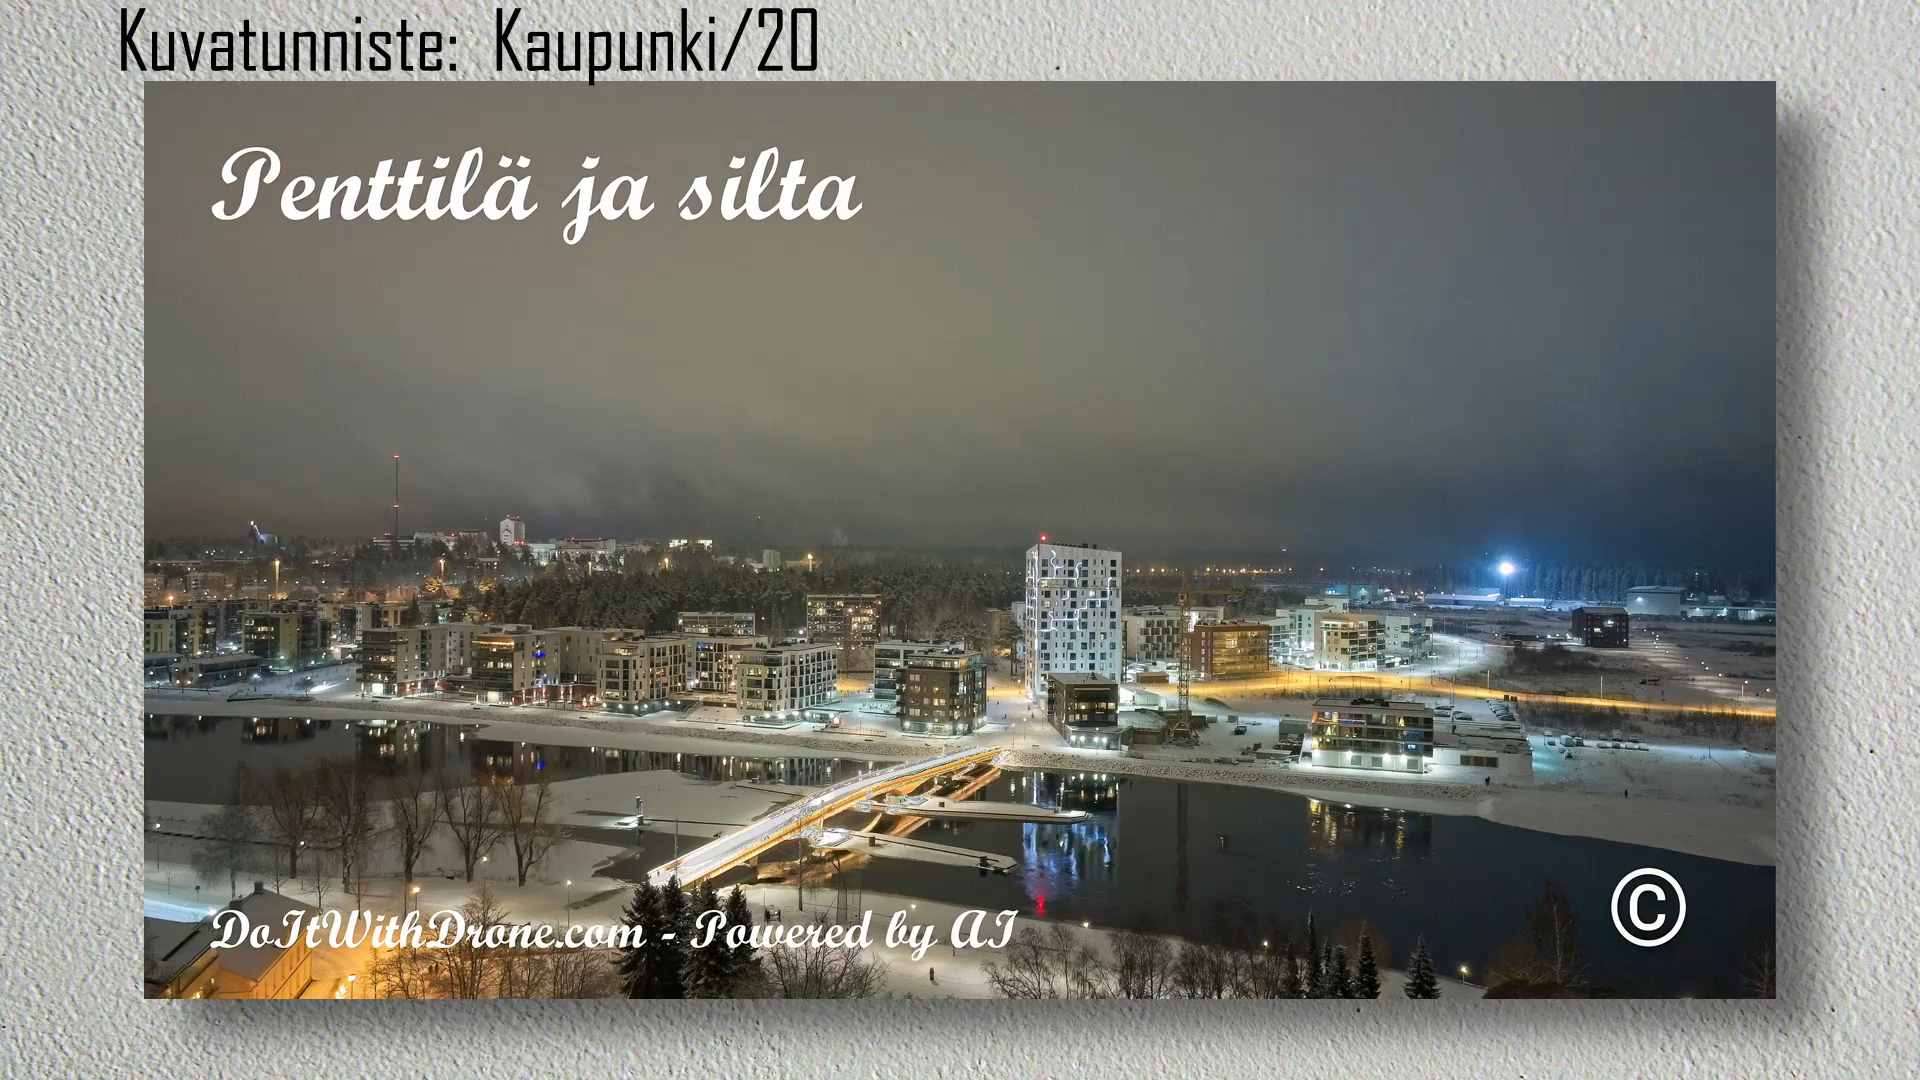 Kuvatunniste: Kaupunki/20
Penttilä ja silta
DoItWithDrone.com - Powered by AI
©